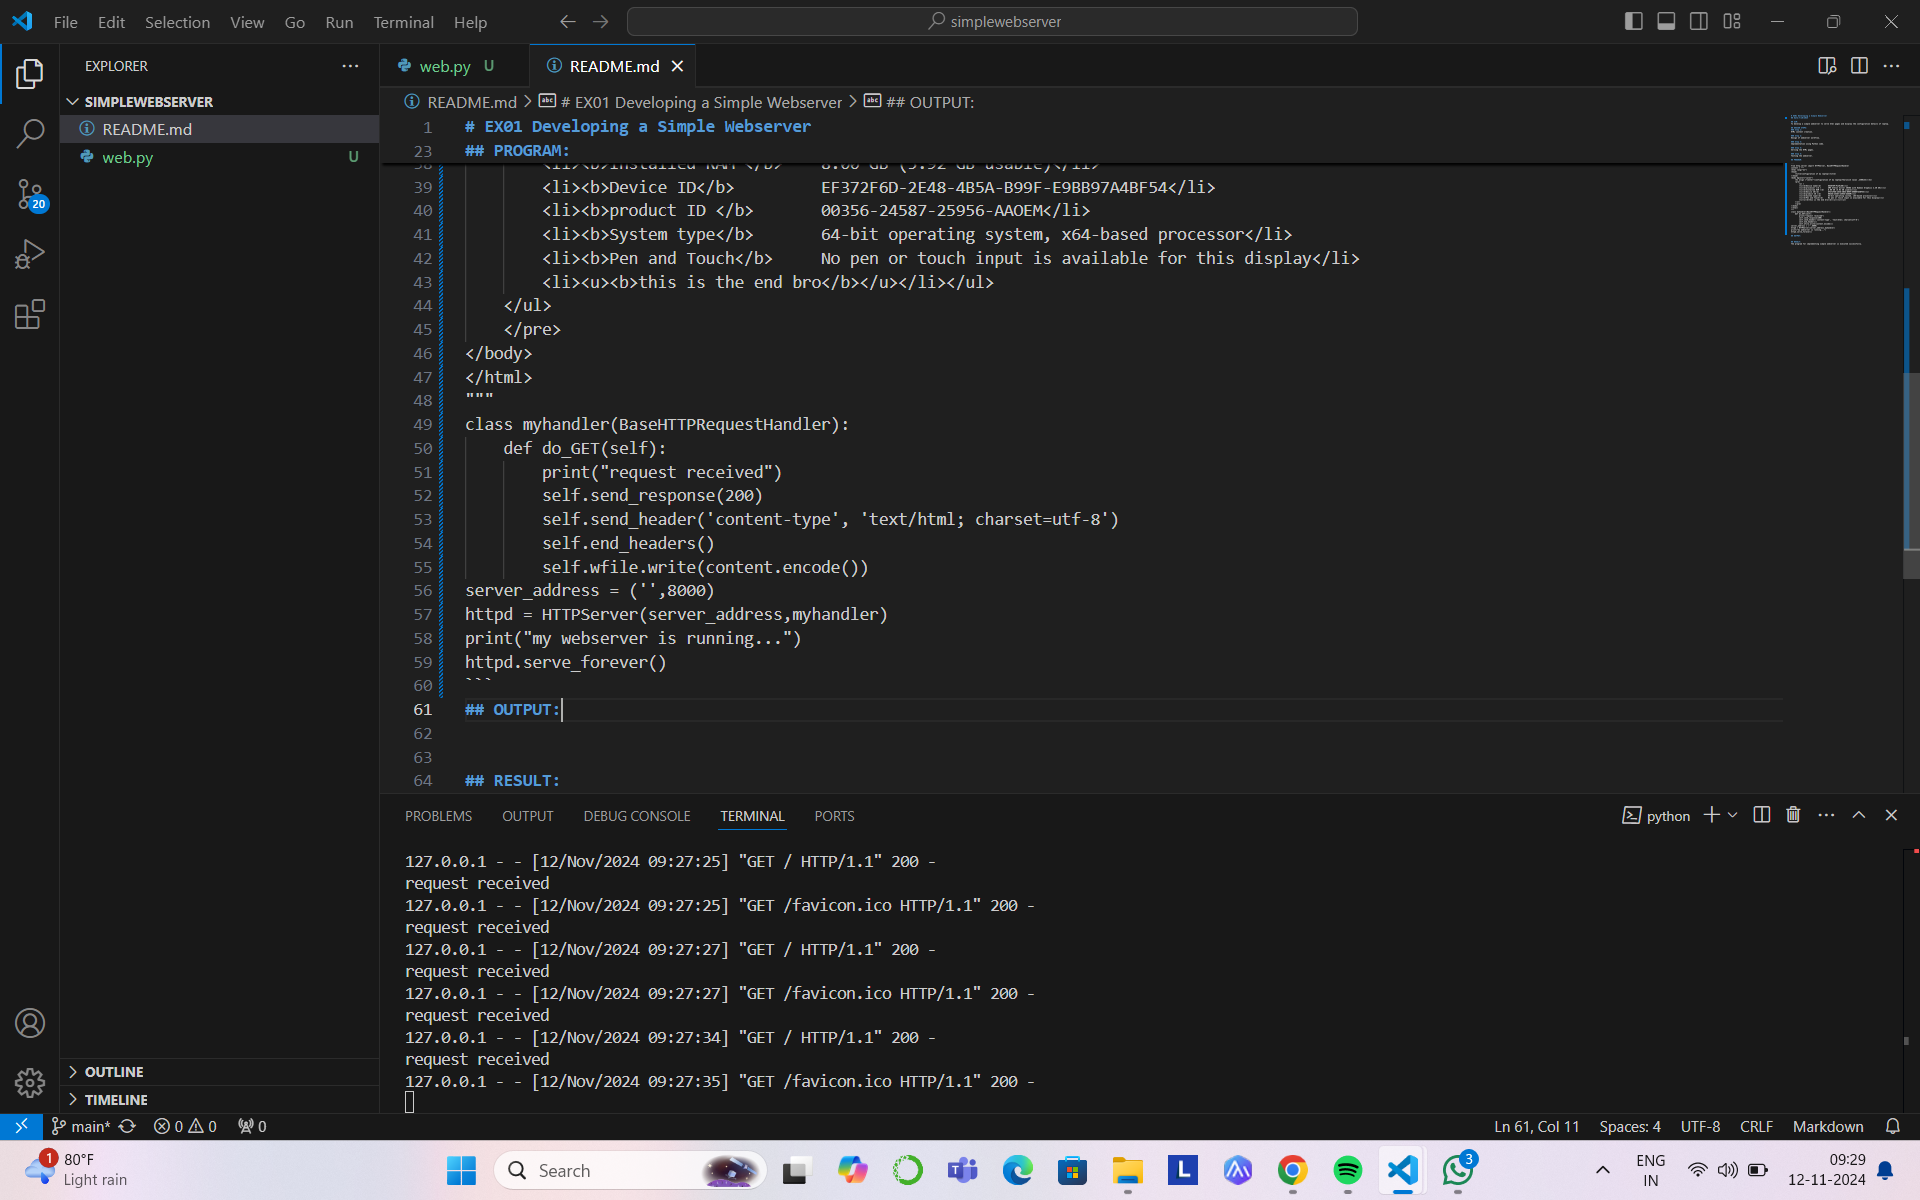 File Edit Selection View Go Run Terminal Help
simplewebserver
EXPLORER
SIMPLEWEBSERVER
README.md
web.py U
20
web.py U
README.md
README.md > # EX01 Developing a Simple Webserver > ## OUTPUT:
1 # EX01 Developing a Simple Webserver
23 ## PROGRAM:
38 <li><b>Installed RAM </b> 8.00 GB (5.92 GB usable)</li>
39 <li><b>Device ID</b> EF372F6D-2E48-4B5A-B99F-E9BB97A4BF54</li>
40 <li><b>product ID </b> 00356-24587-25956-AAOEM</li>
41 <li><b>System type</b> 64-bit operating system, x64-based processor</li>
42 <li><b>Pen and Touch</b> No pen or touch input is available for this display</li>
43 <li><u><b>this is the end bro</b></u></li></ul>
44 </ul>
45 </pre>
46 </body>
47 </html>
48 """
49 class myhandler(BaseHTTPRequestHandler):
50 def do_GET(self):
51 print("request received")
52 self.send_response(200)
53 self.send_header('content-type', 'text/html; charset=utf-8')
54 self.end_headers()
55 self.wfile.write(content.encode())
56 server_address = ('',8000)
57 httpd = HTTPServer(server_address,myhandler)
58 print("my webserver is running...")
59 httpd.serve_forever()
60 ```
61 ## OUTPUT:
62
63
64 ## RESULT:
PROBLEMS OUTPUT DEBUG CONSOLE TERMINAL PORTS
python
127.0.0.1 - - [12/Nov/2024 09:27:25] "GET / HTTP/1.1" 200 -
request received
127.0.0.1 - - [12/Nov/2024 09:27:25] "GET /favicon.ico HTTP/1.1" 200 -
request received
127.0.0.1 - - [12/Nov/2024 09:27:27] "GET / HTTP/1.1" 200 -
request received
127.0.0.1 - - [12/Nov/2024 09:27:27] "GET /favicon.ico HTTP/1.1" 200 -
request received
127.0.0.1 - - [12/Nov/2024 09:27:34] "GET / HTTP/1.1" 200 -
request received
127.0.0.1 - - [12/Nov/2024 09:27:35] "GET /favicon.ico HTTP/1.1" 200 -
OUTLINE
TIMELINE
main* 0 0 0
Ln 61, Col 11 Spaces: 4 UTF-8 CRLF Markdown
1
80°F
Light rain
Search
L
3
ENG
IN
09:29
12-11-2024